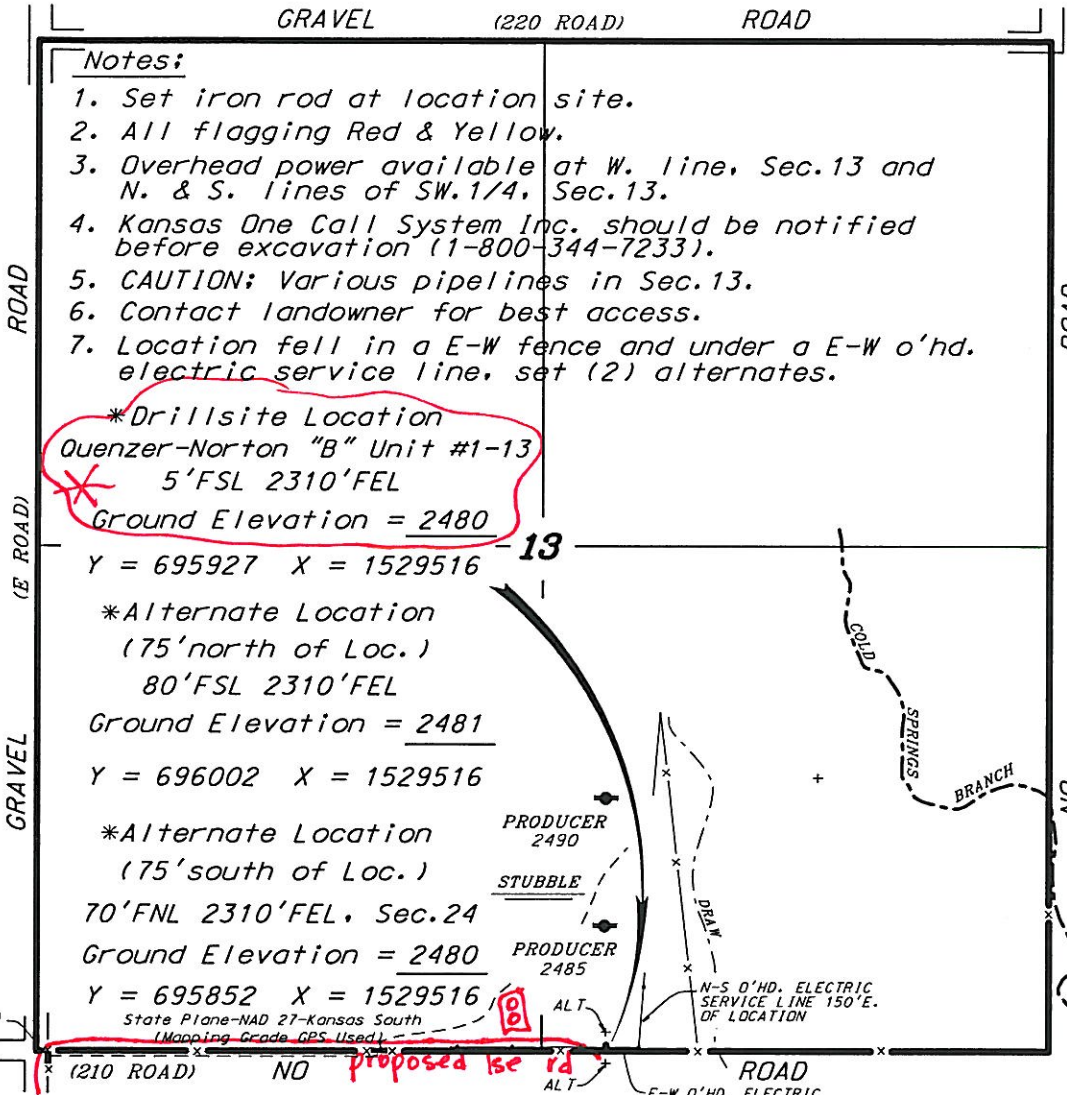 GRAVEL (220 ROAD) ROAD
Notes:
1. Set iron rod at location site.
2. All flagging Red & Yellow.
3. Overhead power available at W. line, Sec.13 and
N. & S. lines of SW.1/4, Sec.13.
4. Kansas One Call System Inc. should be notified
before excavation (1-800-344-7233).
5. CAUTION: Various pipelines in Sec.13.
6. Contact landowner for best access.
7. Location fell in a E-W fence and under a E-W o'hd.
electric service line, set (2) alternates.
ROAD
(E ROAD)
GRAVEL
*Drillsite Location
Quenzer-Norton "B" Unit #1-13
5'FSL 2310'FEL
Ground Elevation = 2480
13
Y = 695927 X = 1529516
*Alternate Location
(75'north of Loc.)
80'FSL 2310'FEL
Ground Elevation = 2481
Y = 696002 X = 1529516
*Alternate Location
(75'south of Loc.)
70'FNL 2310'FEL, Sec.24
Ground Elevation = 2480
Y = 695852 X = 1529516
State Plane-NAD 27-Kansas South
(Mapping Grade GPS Used)
COLD
SPRINGS
BRANCH
PRODUCER
2490
STUBBLE
PRODUCER
2485
DRAW
N-S O'HD. ELECTRIC
SERVICE LINE 150'E.
OF LOCATION
ALT
proposed lse rd
(210 ROAD) NO ROAD
ALT
E-W O'HD. ELECTRIC
NO